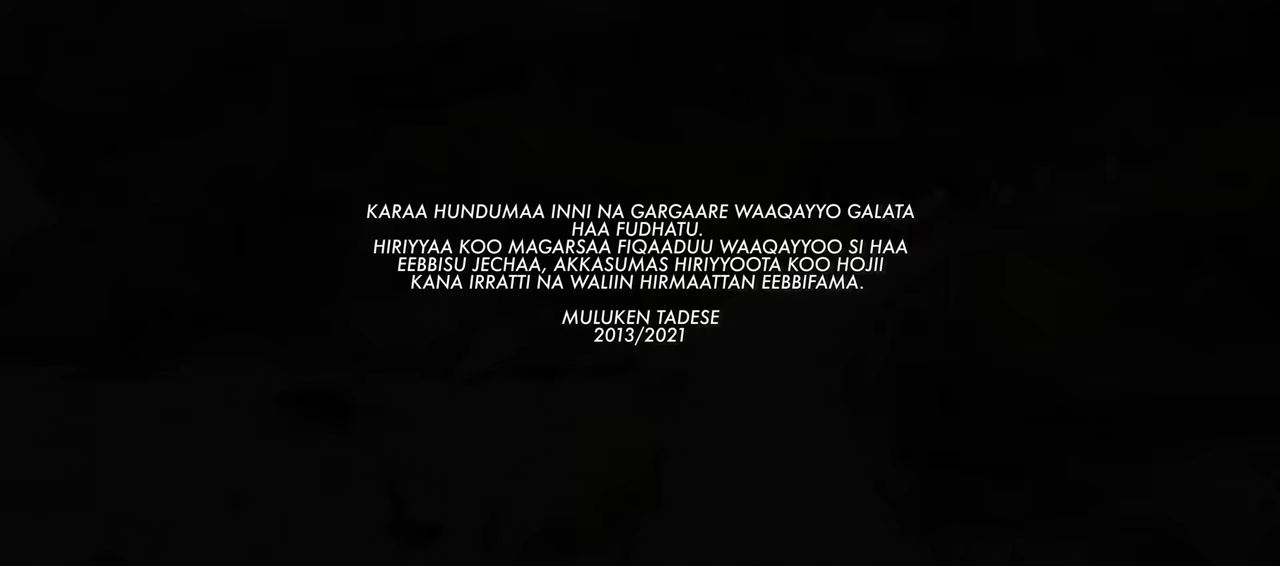 KARAA HUNDUMAA INNI NA GARGAARE WAAQAYYO GALATA
HAA FUDHATU.
HIRIYYAA KOO MAGARSAA FIQAADUU WAAQAYYOO SI HAA
EEBBISU JECHAA, AKKASUMAS HIRIYYOOTA KOO HOJII
KANA IRRATTI NA WALIIN HIRMAATTAN EEBBIFAMA.
MULUKEN TADESE
2013/2021